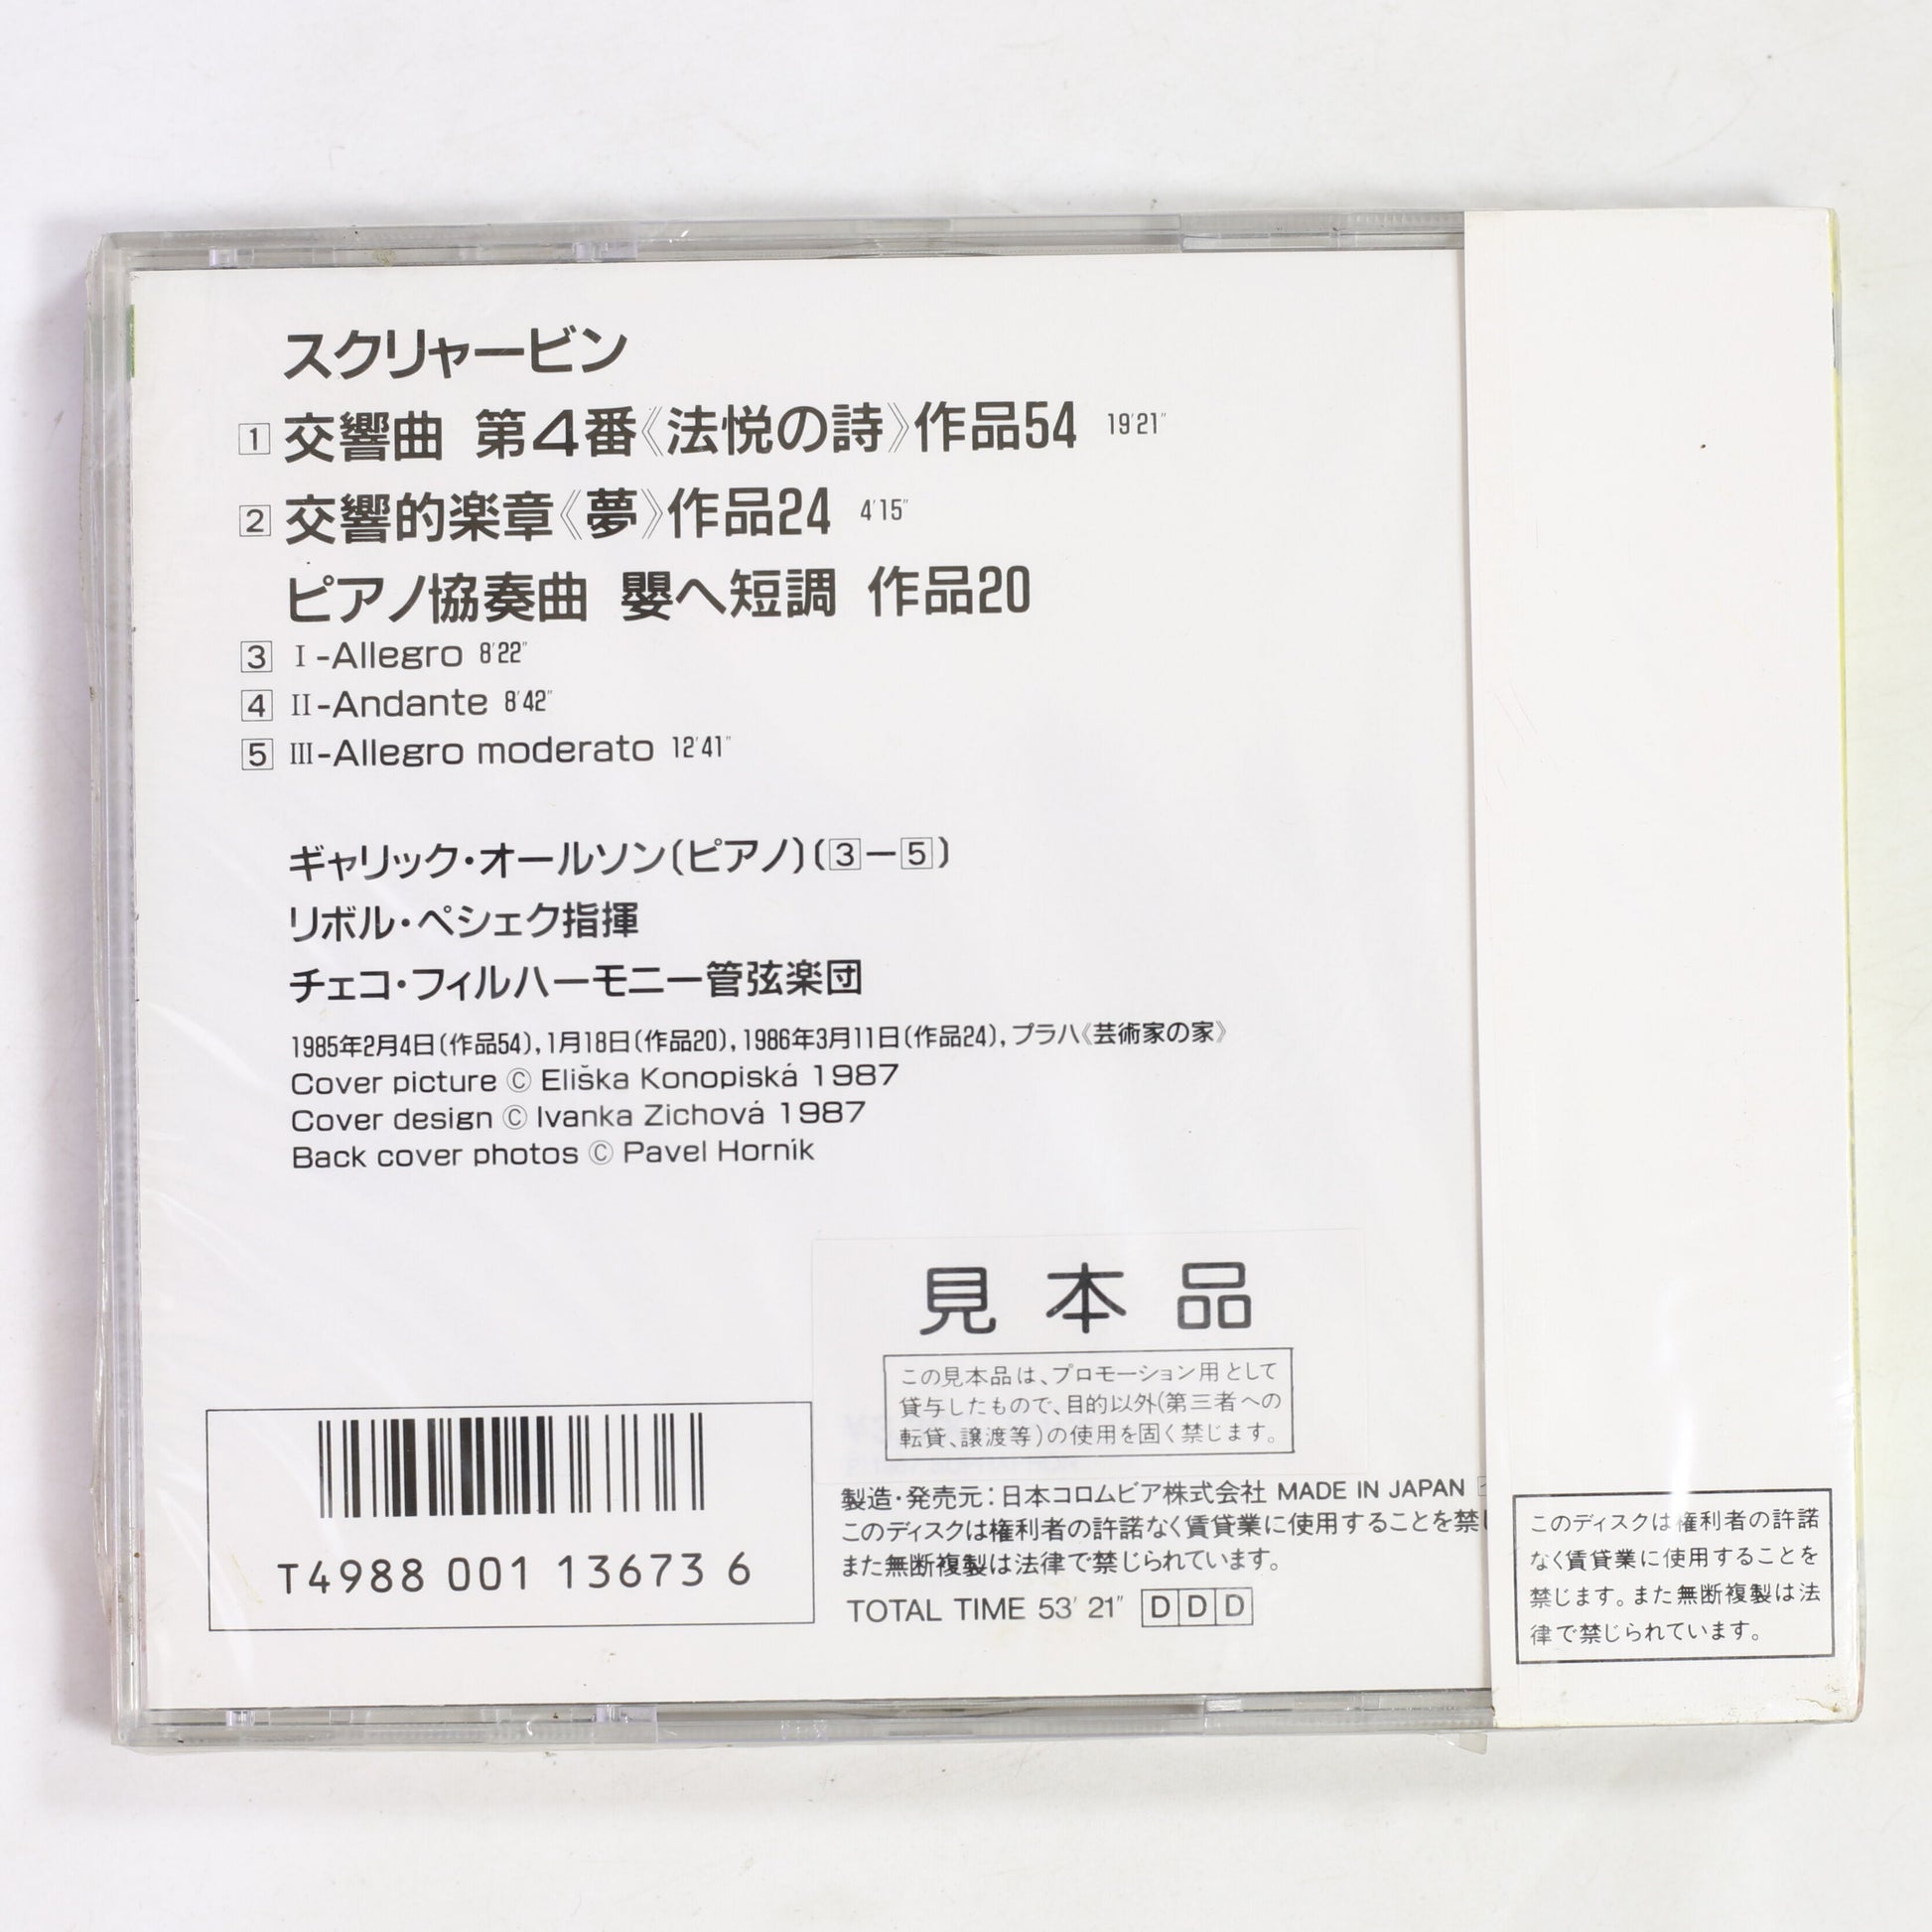 スクリャービン
1 交響曲 第4番《法悦の詩》作品54 19′21″
2 交響的楽章《夢》作品24 4′15″
ピアノ協奏曲 嬰ヘ短調 作品20
3 I-Allegro 8′22″
4 II-Andante 8′42″
5 III-Allegro moderato 12′41″
ギャリック・オールソン(ピアノ)(3—5)
リボル・ペシェク指揮
チェコ・フィルハーモニー管弦楽団
1985年2月4日(作品54),1月18日(作品20),1986年3月11日(作品24),プラハ《芸術家の家》
Cover picture © Eliška Konopiská 1987
Cover design © Ivanka Zichová 1987
Back cover photos © Pavel Horník
見本品
この見本品は、プロモーション用として
貸与したもので、目的以外(第三者への
転貸、譲渡等)の使用を固く禁じます。
T4988 001 13673 6
製造・発売元:日本コロムビア株式会社 MADE IN JAPAN
このディスクは権利者の許諾なく賃貸業に使用することを禁じ
また無断複製は法律で禁じられています。
TOTAL TIME 53′ 21″ DDD
このディスクは権利者の許諾
なく賃貸業に使用することを
禁じます。また無断複製は法
律で禁じられています。